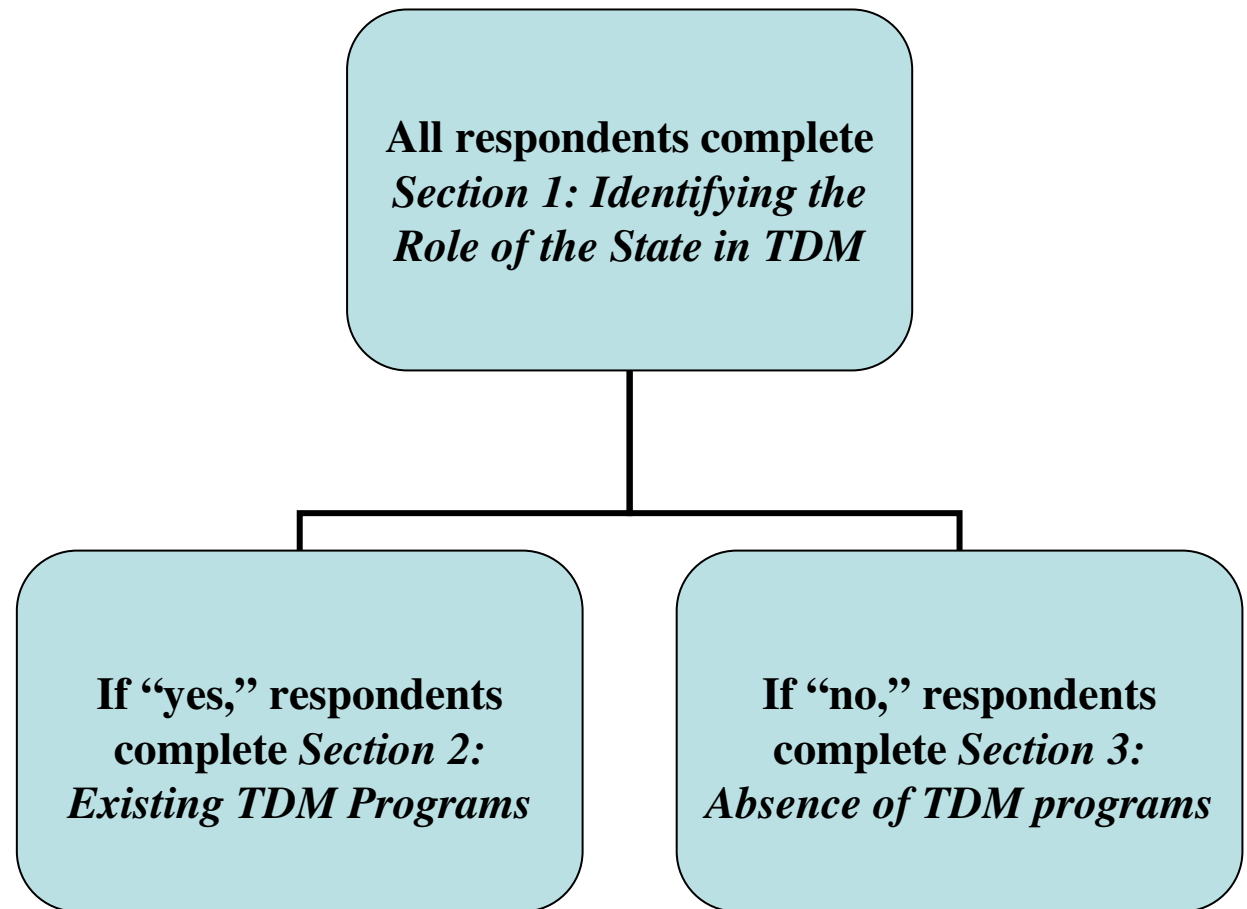 All respondents complete
Section 1: Identifying the
Role of the State in TDM
If “yes,” respondents
complete Section 2:
Existing TDM Programs
If “no,” respondents
complete Section 3:
Absence of TDM programs